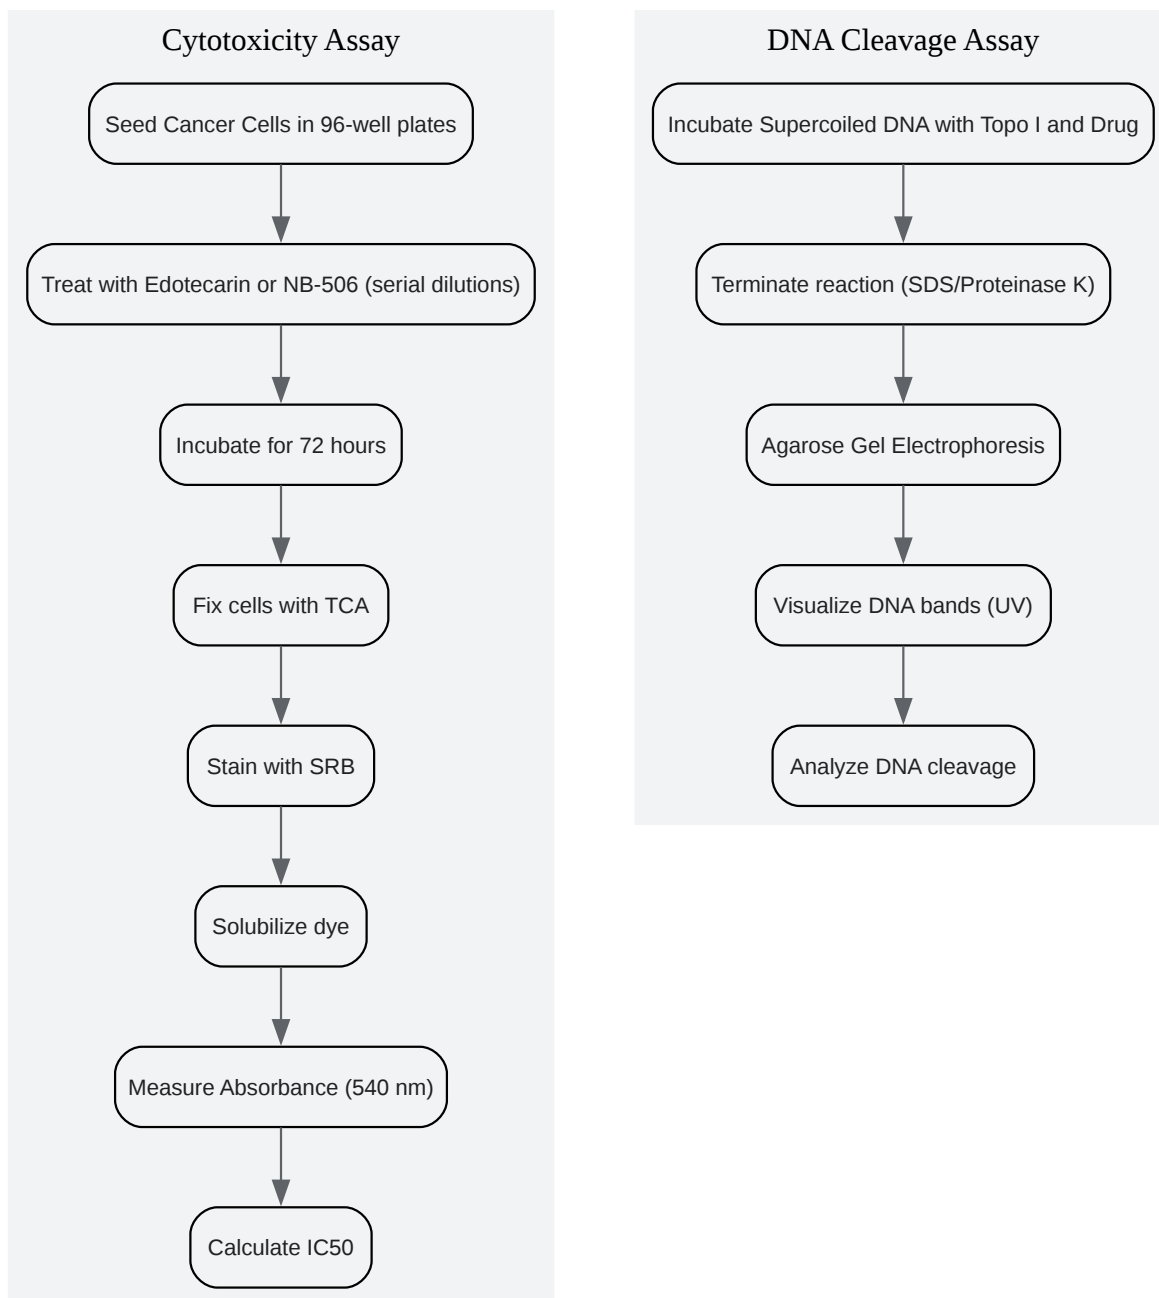 Cytotoxicity Assay
Seed Cancer Cells in 96-well plates
Treat with Edotecarin or NB-506 (serial dilutions)
Incubate for 72 hours
Fix cells with TCA
Stain with SRB
Solubilize dye
Measure Absorbance (540 nm)
Calculate IC50
DNA Cleavage Assay
Incubate Supercoiled DNA with Topo I and Drug
Terminate reaction (SDS/Proteinase K)
Agarose Gel Electrophoresis
Visualize DNA bands (UV)
Analyze DNA cleavage